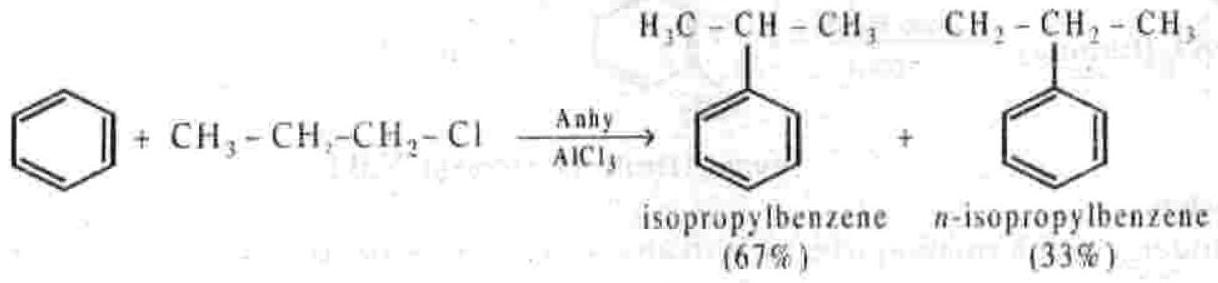 H₃C – CH – CH₃ CH₂ – CH₂ – CH₃
+ CH₃ – CH₂ – CH₂ – Cl Anhy AlCl₃ +
isopropylbenzene n-isopropylbenzene
(67%) (33%)